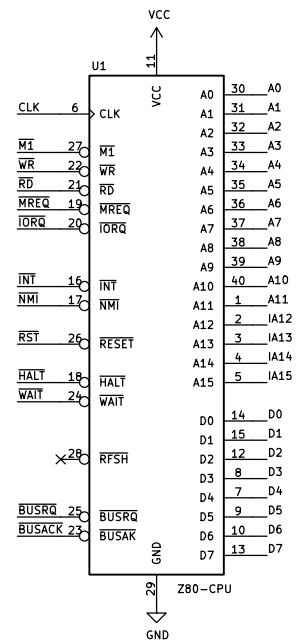 VCC
U1
11
VCC
CLK 6 CLK
M1 27 M1
WR 22 WR
RD 21 RD
MREQ 19 MREQ
IORQ 20 IORQ
INT 16 INT
NMI 17 NMI
RST 26 RESET
HALT 18 HALT
WAIT 24 WAIT
28 RFSH
BUSRQ 25 BUSRQ
BUSACK 23 BUSAK
A0 30 A0
A1 31 A1
A2 32 A2
A3 33 A3
A4 34 A4
A5 35 A5
A6 36 A6
A7 37 A7
A8 38 A8
A9 39 A9
A10 40 A10
A11 1 A11
A12 2 IA12
A13 3 IA13
A14 4 IA14
A15 5 IA15
D0 14 D0
D1 15 D1
D2 12 D2
D3 8 D3
D4 7 D4
D5 9 D5
D6 10 D6
D7 13 D7
GND
29
Z80-CPU
GND